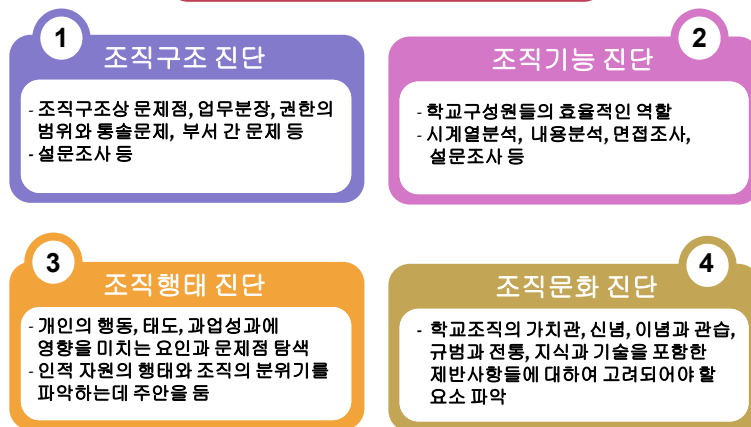 1
조직구조 진단
- 조직구조상 문제점, 업무분장, 권한의
범위와 통솔문제, 부서 간 문제 등
- 설문조사 등
2
조직기능 진단
- 학교구성원들의 효율적인 역할
- 시계열분석, 내용분석, 면접조사,
설문조사 등
3
조직행태 진단
- 개인의 행동, 태도, 과업성과에
영향을 미치는 요인과 문제점 탐색
- 인적 자원의 행태와 조직의 분위기를
파악하는데 주안을 둠
4
조직문화 진단
- 학교조직의 가치관, 신념, 이념과 관습,
규범과 전통, 지식과 기술을 포함한
제반사항들에 대하여 고려되어야 할
요소 파악